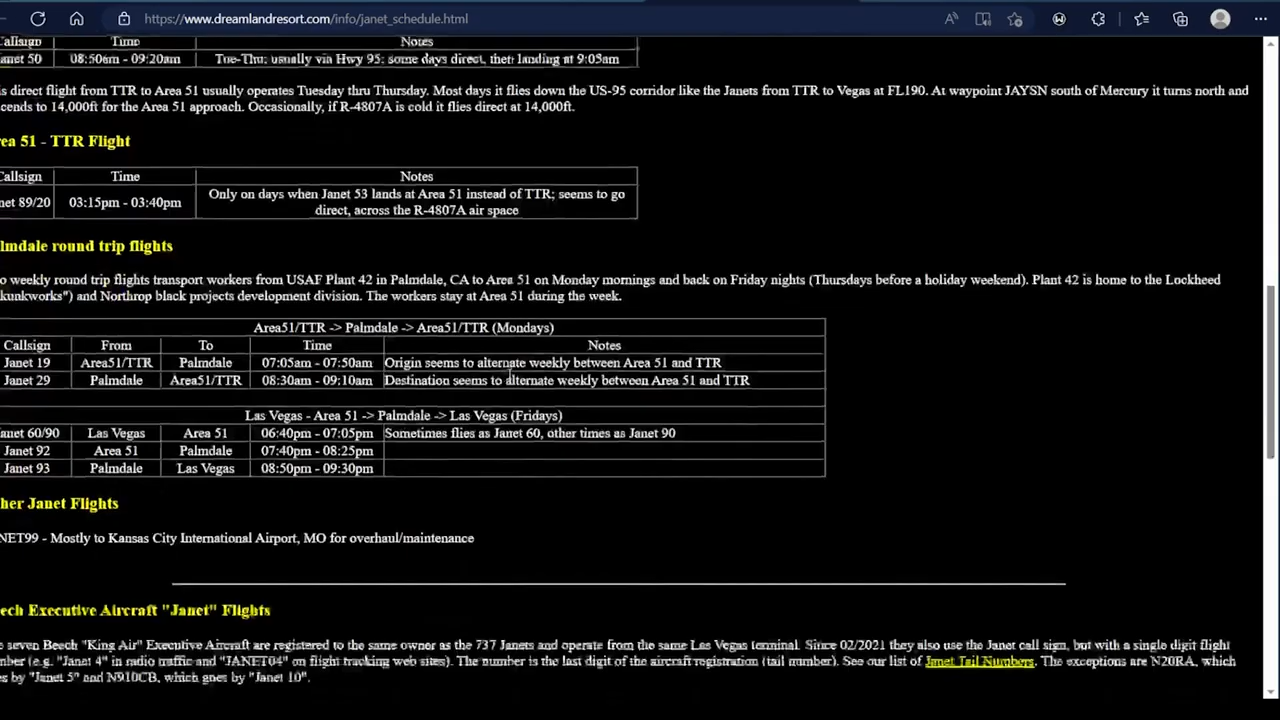 https://www.dreamlandresort.com/info/janet_schedule.html
Callsign Time Notes
Janet 50 08:50am - 09:20am Tue-Thu; usually via Hwy 95; some days direct, then landing at 9:05am
is direct flight from TTR to Area 51 usually operates Tuesday thru Thursday. Most days it flies down the US-95 corridor like the Janets from TTR to Vegas at FL190. At waypoint JAYSN south of Mercury it turns north and
cends to 14,000ft for the Area 51 approach. Occasionally, if R-4807A is cold it flies direct at 14,000ft.
rea 51 - TTR Flight
Callsign Time Notes
net 89/20 03:15pm - 03:40pm Only on days when Janet 53 lands at Area 51 instead of TTR; seems to go
direct, across the R-4807A air space
lmdale round trip flights
o weekly round trip flights transport workers from USAF Plant 42 in Palmdale, CA to Area 51 on Monday mornings and back on Friday nights (Thursdays before a holiday weekend). Plant 42 is home to the Lockheed
kunkworks") and Northrop black projects development division. The workers stay at Area 51 during the week.
Area51/TTR -> Palmdale -> Area51/TTR (Mondays)
Callsign From To Time Notes
Janet 19 Area51/TTR Palmdale 07:05am - 07:50am Origin seems to alternate weekly between Area 51 and TTR
Janet 29 Palmdale Area51/TTR 08:30am - 09:10am Destination seems to alternate weekly between Area 51 and TTR
Las Vegas - Area 51 -> Palmdale -> Las Vegas (Fridays)
anet 60/90 Las Vegas Area 51 06:40pm - 07:05pm Sometimes flies as Janet 60, other times as Janet 90
Janet 92 Area 51 Palmdale 07:40pm - 08:25pm
Janet 93 Palmdale Las Vegas 08:50pm - 09:30pm
her Janet Flights
NET99 - Mostly to Kansas City International Airport, MO for overhaul/maintenance
ech Executive Aircraft "Janet" Flights
e seven Beech "King Air" Executive Aircraft are registered to the same owner as the 737 Janets and operate from the same Las Vegas terminal. Since 02/2021 they also use the Janet call sign, but with a single digit flight
mber (e.g. "Janet 4" in radio traffic and "JANET04" on flight tracking web sites). The number is the last digit of the aircraft registration (tail number). See our list of Janet Tail Numbers. The exceptions are N20RA, which
es by "Janet 5" and N910CB, which goes by "Janet 10".